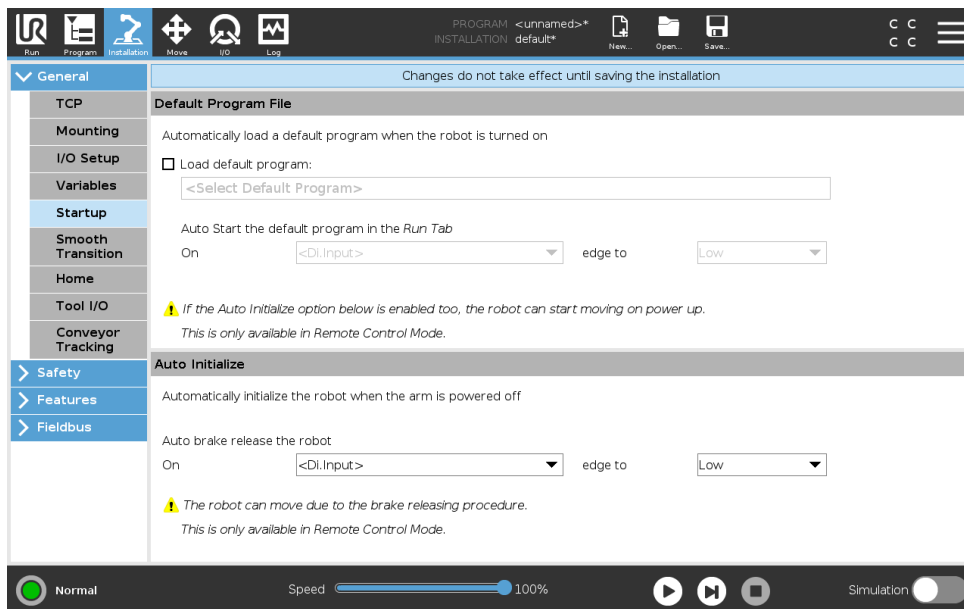 PROGRAM <unnamed>*
INSTALLATION default*
C C
C C
Run
Program
Installation
Move
I/O
Log
New...
Open...
Save...
General
TCP
Mounting
I/O Setup
Variables
Startup
Smooth
Transition
Home
Tool I/O
Conveyor
Tracking
Safety
Features
Fieldbus
Changes do not take effect until saving the installation
Default Program File
Automatically load a default program when the robot is turned on
Load default program:
<Select Default Program>
Auto Start the default program in the Run Tab
On <Di.Input> edge to Low
If the Auto Initialize option below is enabled too, the robot can start moving on power up.
This is only available in Remote Control Mode.
Auto Initialize
Automatically initialize the robot when the arm is powered off
Auto brake release the robot
On <Di.Input> edge to Low
The robot can move due to the brake releasing procedure.
This is only available in Remote Control Mode.
Normal
Speed 100%
Simulation